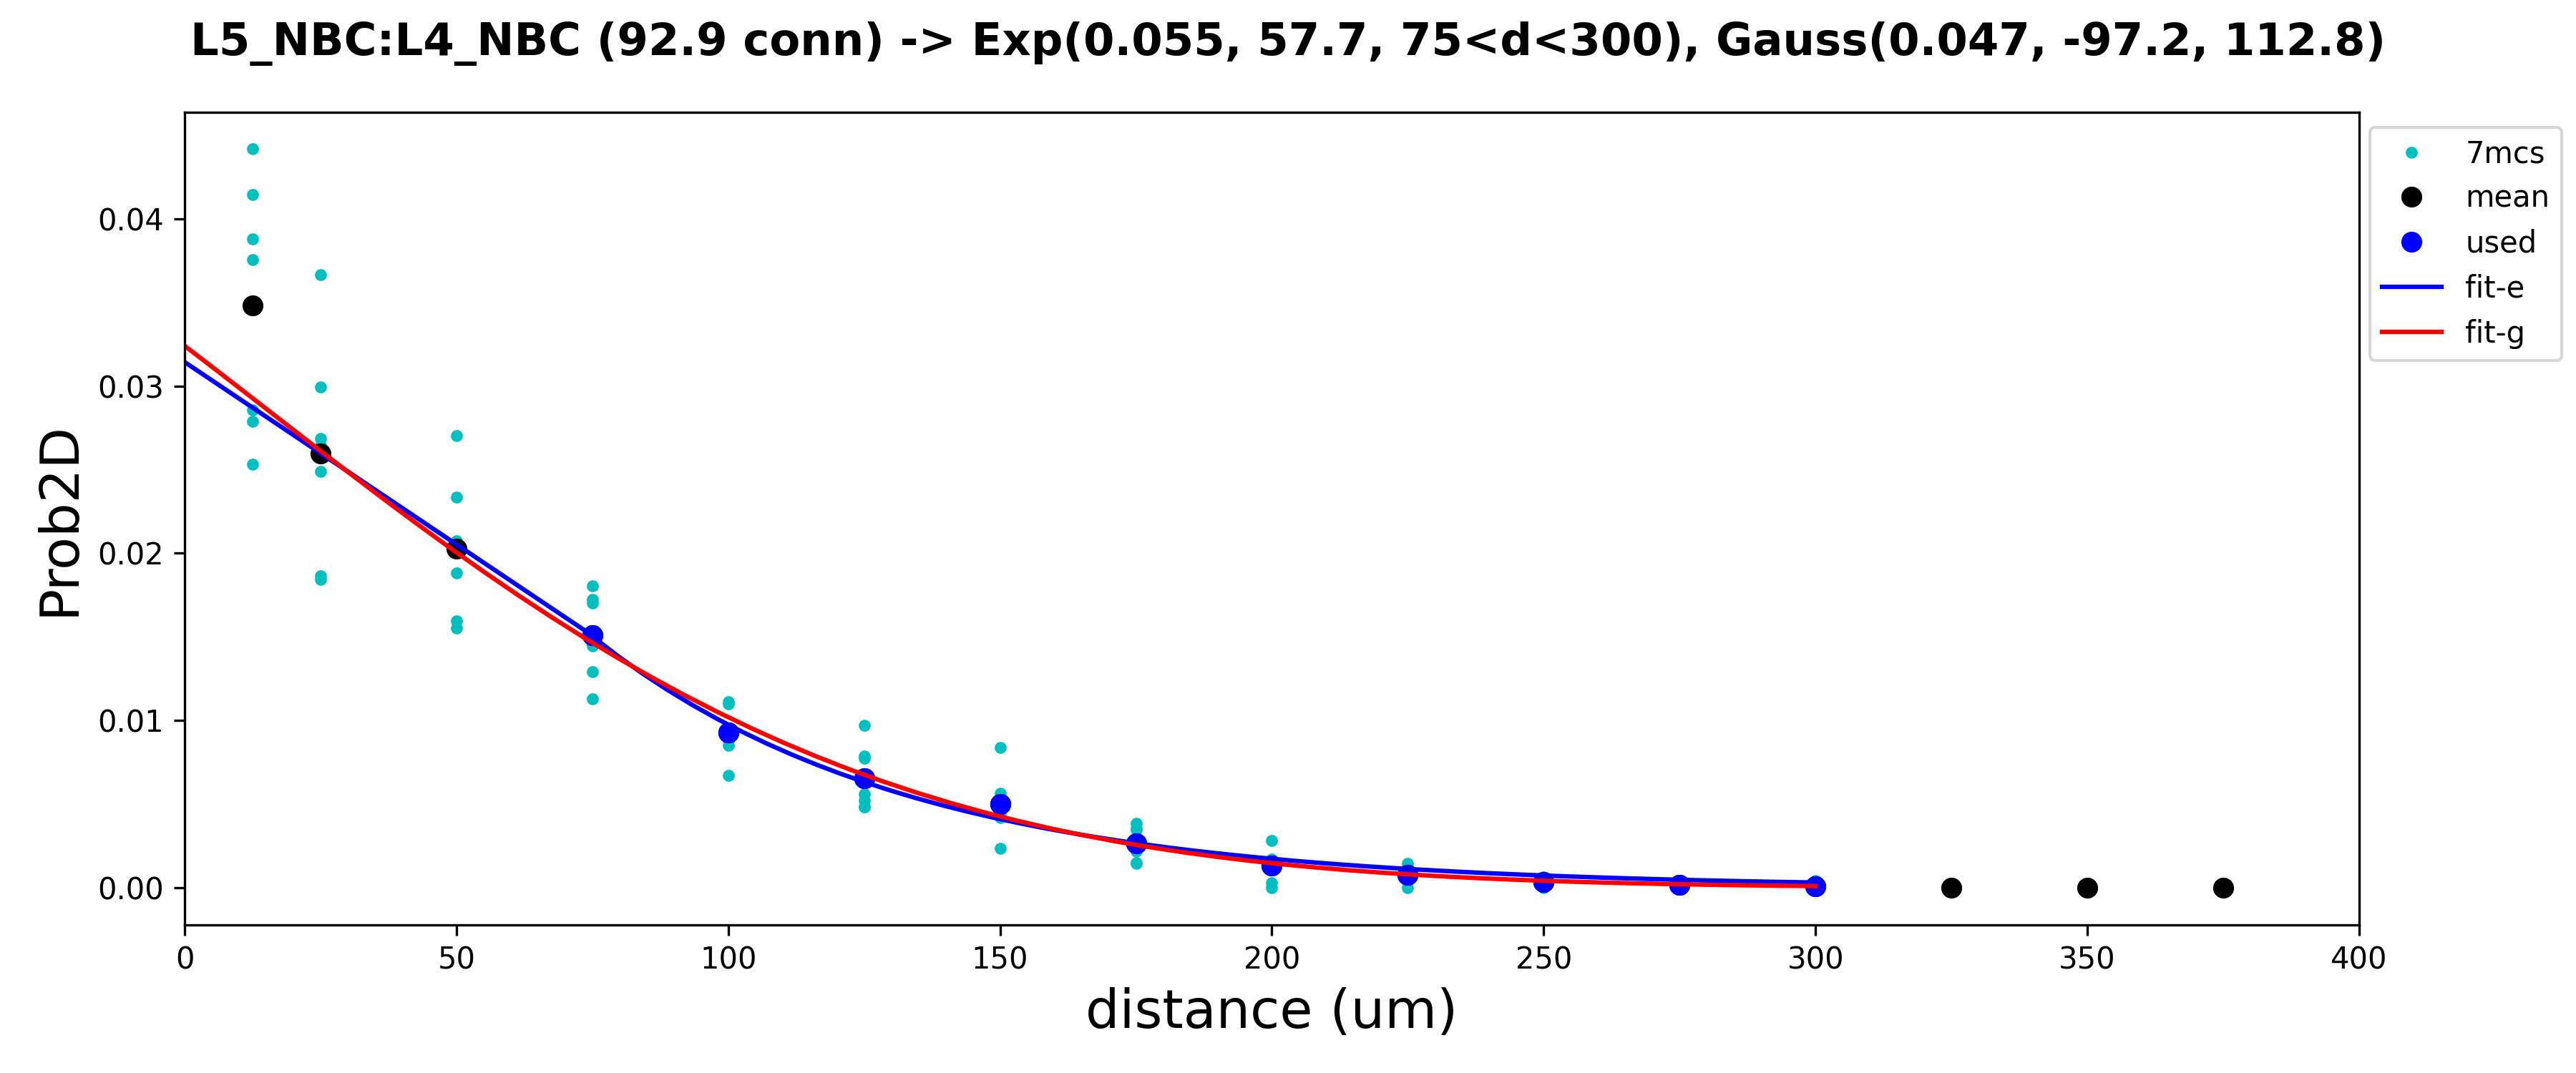 L5_NBC:L4_NBC (92.9 conn) -> Exp(0.055, 57.7, 75<d<300), Gauss(0.047, -97.2, 112.8)
7mcs
mean
used
fit-e
fit-g
Prob2D
0.04
0.03
0.02
0.01
0.00
0 50 100 150 200 250 300 350 400
distance (um)